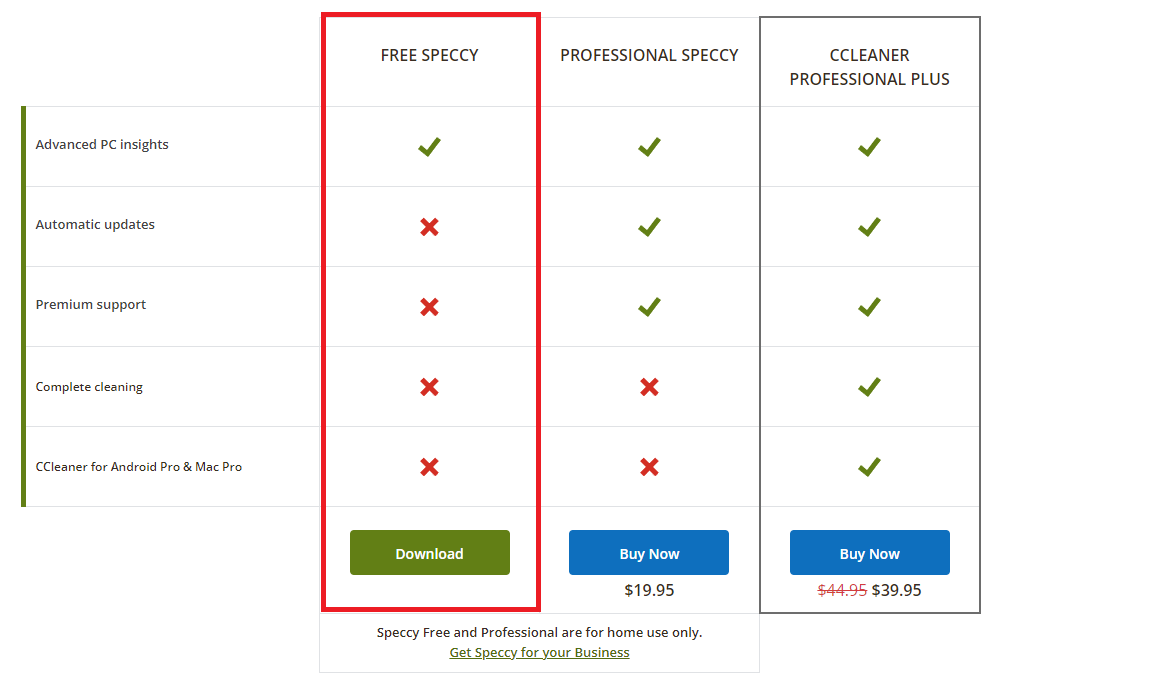 FREE SPECCY
PROFESSIONAL SPECCY
CCLEANER
PROFESSIONAL PLUS
Advanced PC insights
Automatic updates
Premium support
Complete cleaning
CCleaner for Android Pro & Mac Pro
Download
Buy Now
Buy Now
$19.95
$44.95 $39.95
Speccy Free and Professional are for home use only.
Get Speccy for your Business